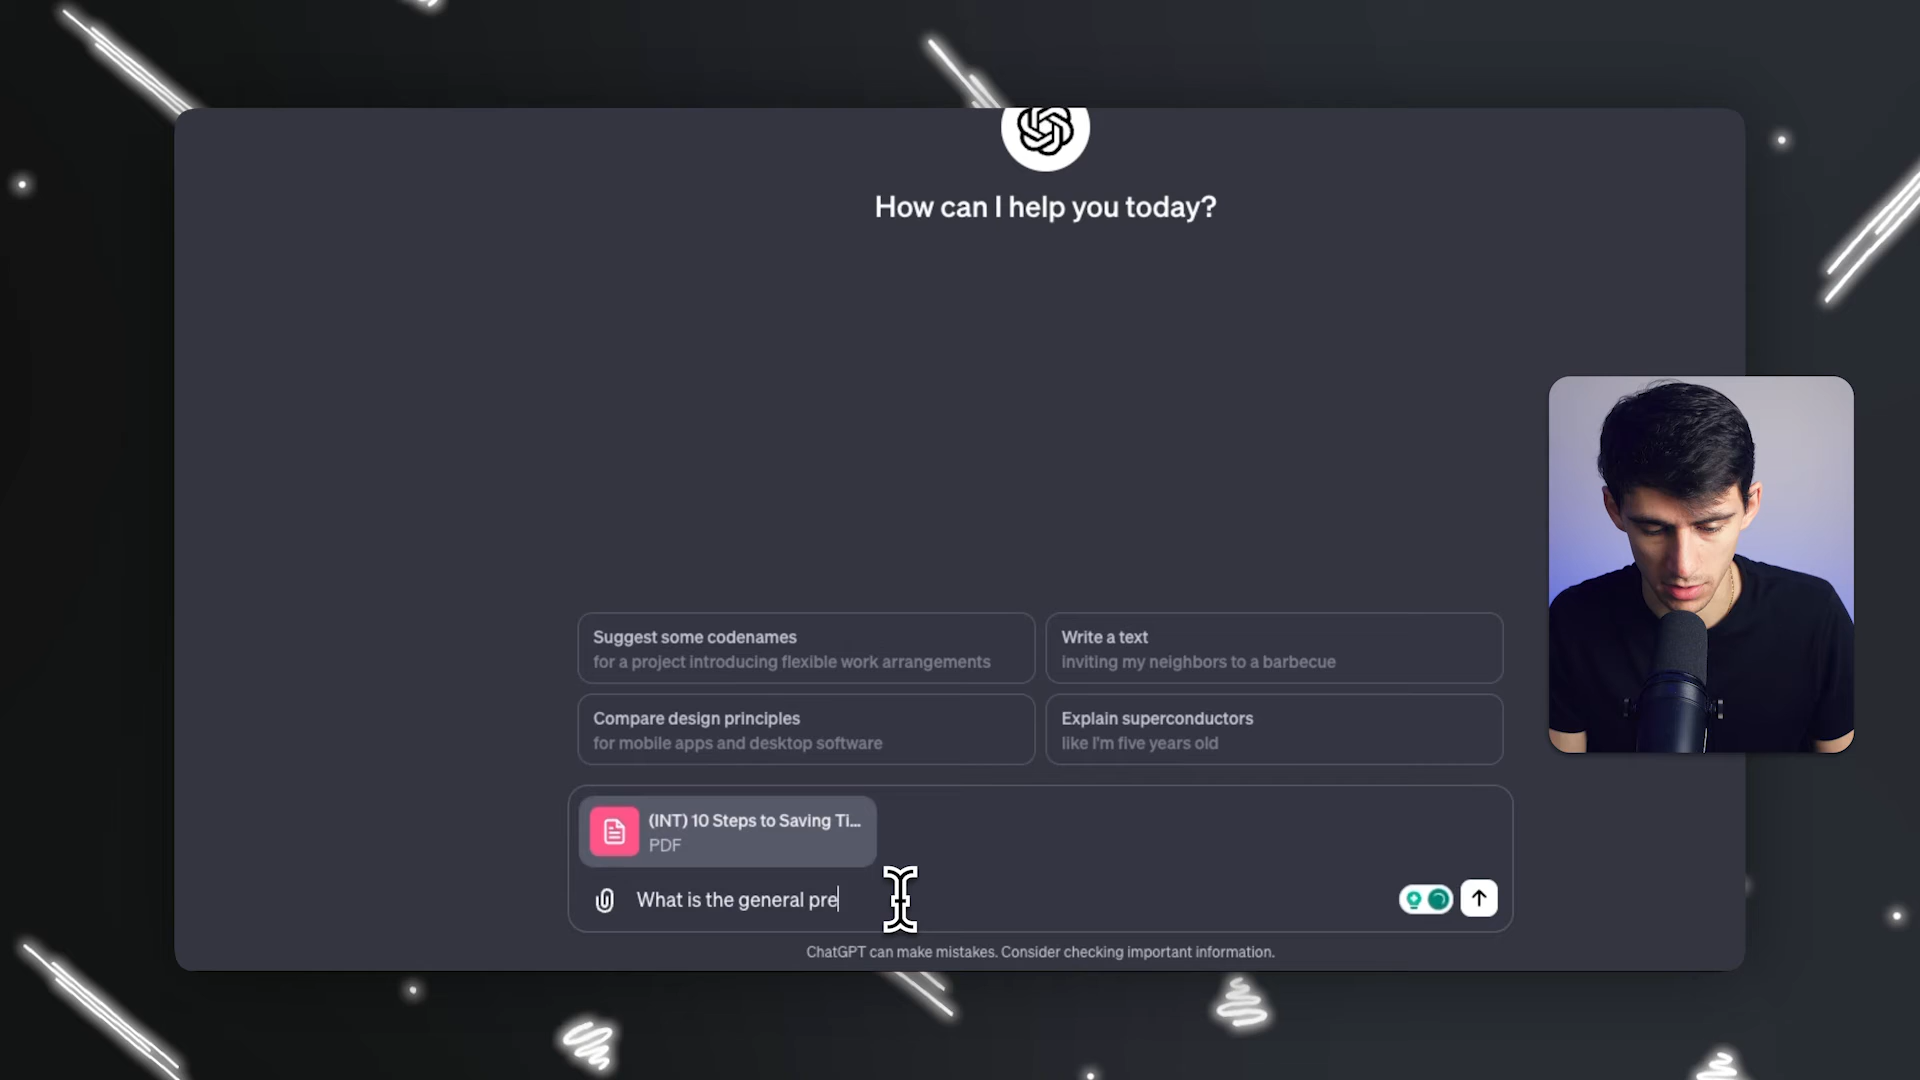 How can I help you today?
Suggest some codenames
for a project introducing flexible work arrangements
Write a text
inviting my neighbors to a barbecue
Compare design principles
for mobile apps and desktop software
Explain superconductors
like I'm five years old
(INT) 10 Steps to Saving Ti...
PDF
What is the general pre
ChatGPT can make mistakes. Consider checking important information.